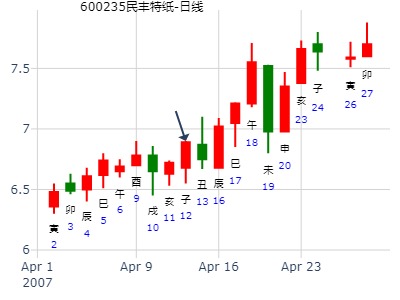 600235民丰特纸-日线
7.5
7
6.5
6
寅
2
卯
3
辰
4
巳
5
午
6
酉
9
戌
10
亥
11
子
12
丑
13
辰
16
巳
17
午
18
未
19
申
20
亥
23
子
24
寅
26
卯
27
Apr 1
2007
Apr 9
Apr 16
Apr 23